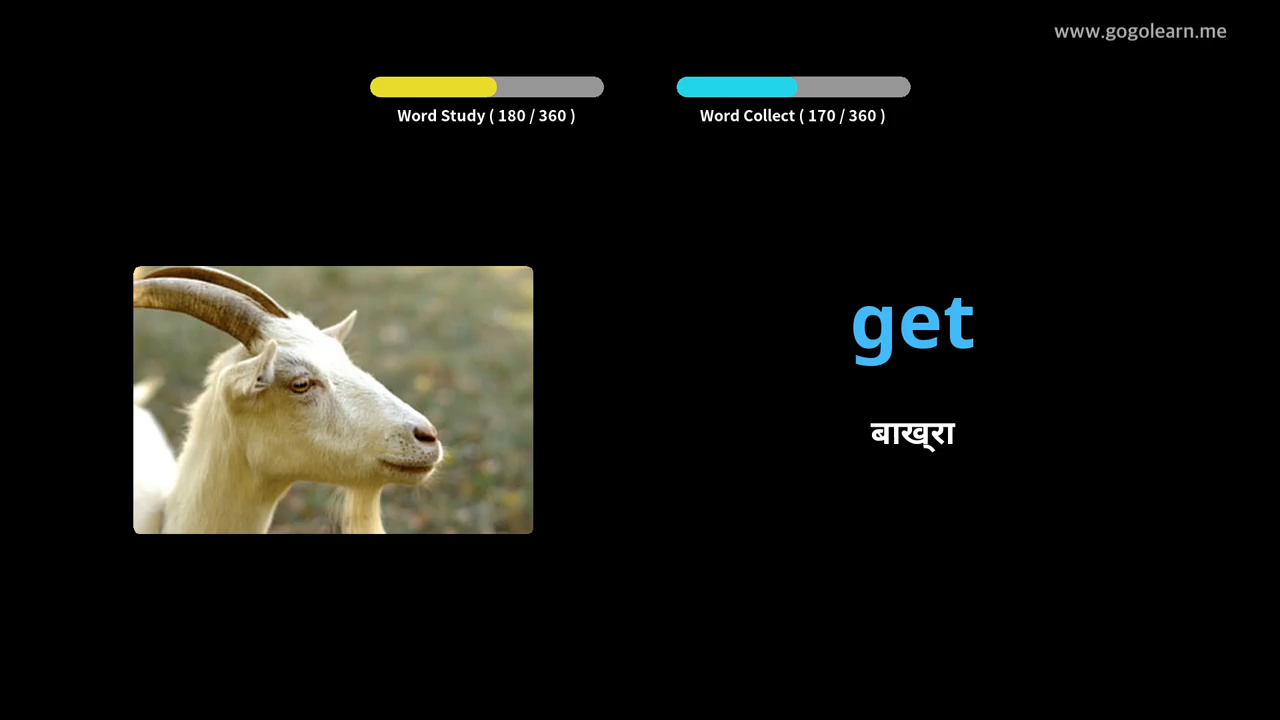 www.gogolearn.me
Word Study ( 180 / 360 )
Word Collect ( 170 / 360 )
get
बाख्रा